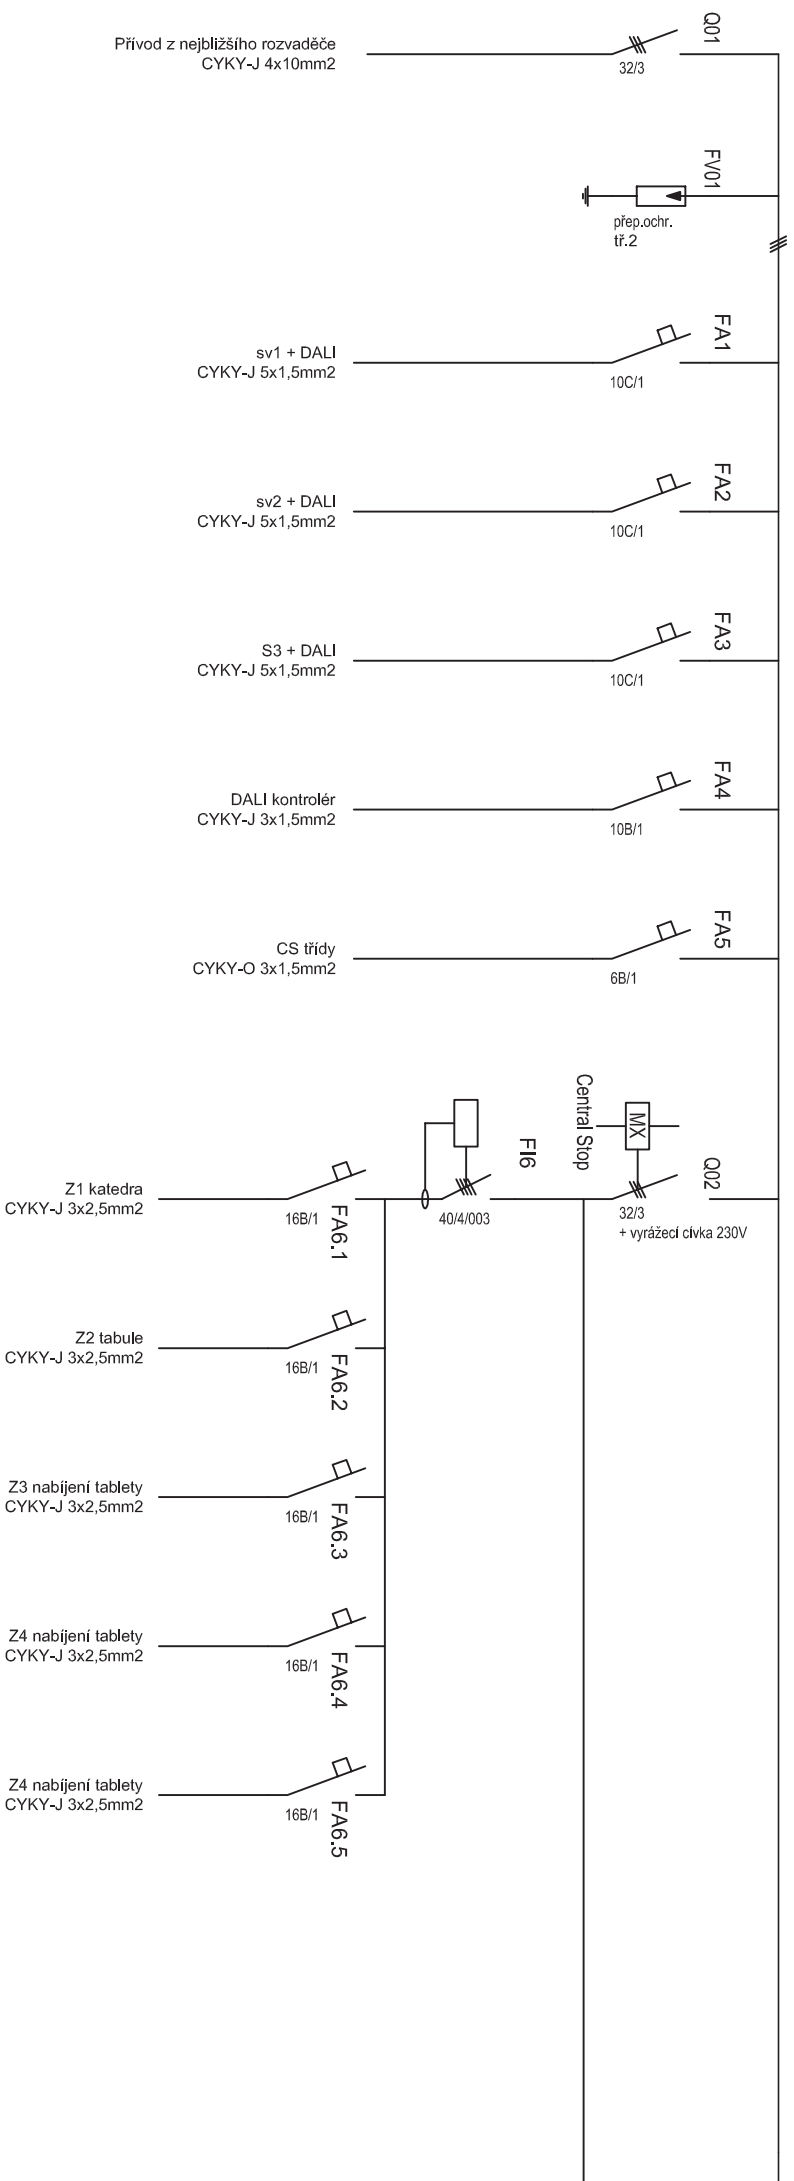 Q01
Přívod z nejbližšího rozvaděče
CYKY-J 4x10mm2
32/3
FV01
přep.ochr.
tř.2
FA1
sv1 + DALI
CYKY-J 5x1,5mm2
10C/1
FA2
sv2 + DALI
CYKY-J 5x1,5mm2
10C/1
FA3
S3 + DALI
CYKY-J 5x1,5mm2
10C/1
FA4
DALI kontrolér
CYKY-J 3x1,5mm2
10B/1
FA5
CS třídy
CYKY-O 3x1,5mm2
6B/1
Central Stop
MX
Q02
32/3
+ vyrážecí cívka 230V
FI6
40/4/003
Z1 katedra
CYKY-J 3x2,5mm2
16B/1
FA6.1
Z2 tabule
CYKY-J 3x2,5mm2
16B/1
FA6.2
Z3 nabíjení tablety
CYKY-J 3x2,5mm2
16B/1
FA6.3
Z4 nabíjení tablety
CYKY-J 3x2,5mm2
16B/1
FA6.4
Z4 nabíjení tablety
CYKY-J 3x2,5mm2
16B/1
FA6.5